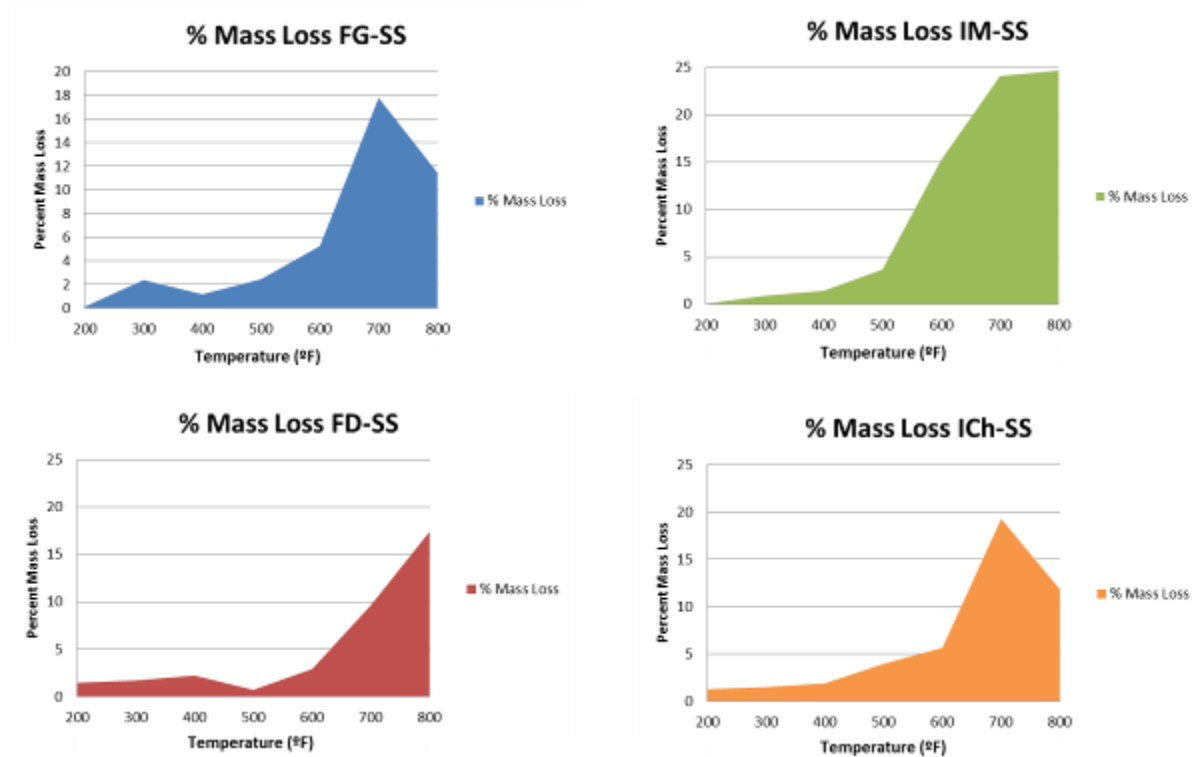 % Mass Loss FG-SS
Percent Mass Loss
20
18
16
14
12
10
8
6
4
2
0
200 300 400 500 600 700 800
Temperature (ºF)
% Mass Loss
% Mass Loss IM-SS
Percent Mass Loss
25
20
15
10
5
0
200 300 400 500 600 700 800
Temperature (ºF)
% Mass Loss
% Mass Loss FD-SS
Percent Mass Loss
25
20
15
10
5
0
200 300 400 500 600 700 800
Temperature (ºF)
% Mass Loss
% Mass Loss ICh-SS
Percent Mass Loss
25
20
15
10
5
0
200 300 400 500 600 700 800
Temperature (ºF)
% Mass Loss